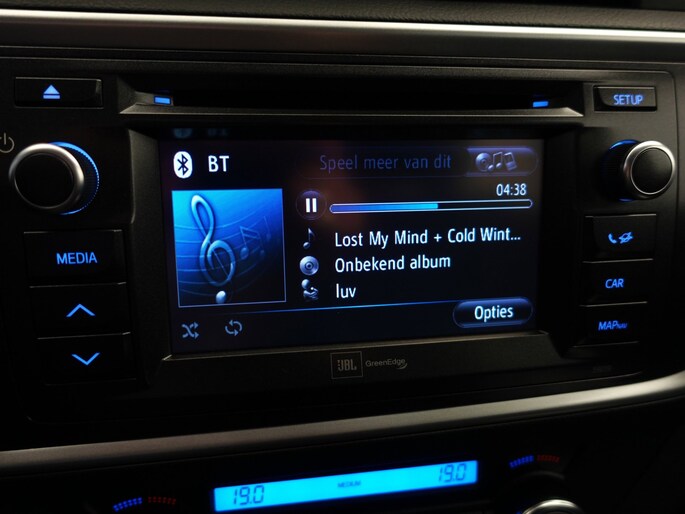 SETUP
BT
Speel meer van dit
04:38
MEDIA
Lost My Mind + Cold Wint...
Onbekend album
luv
CAR
Opties
MAP
JBL GreenEdge
19.0 MEDIUM 19.0